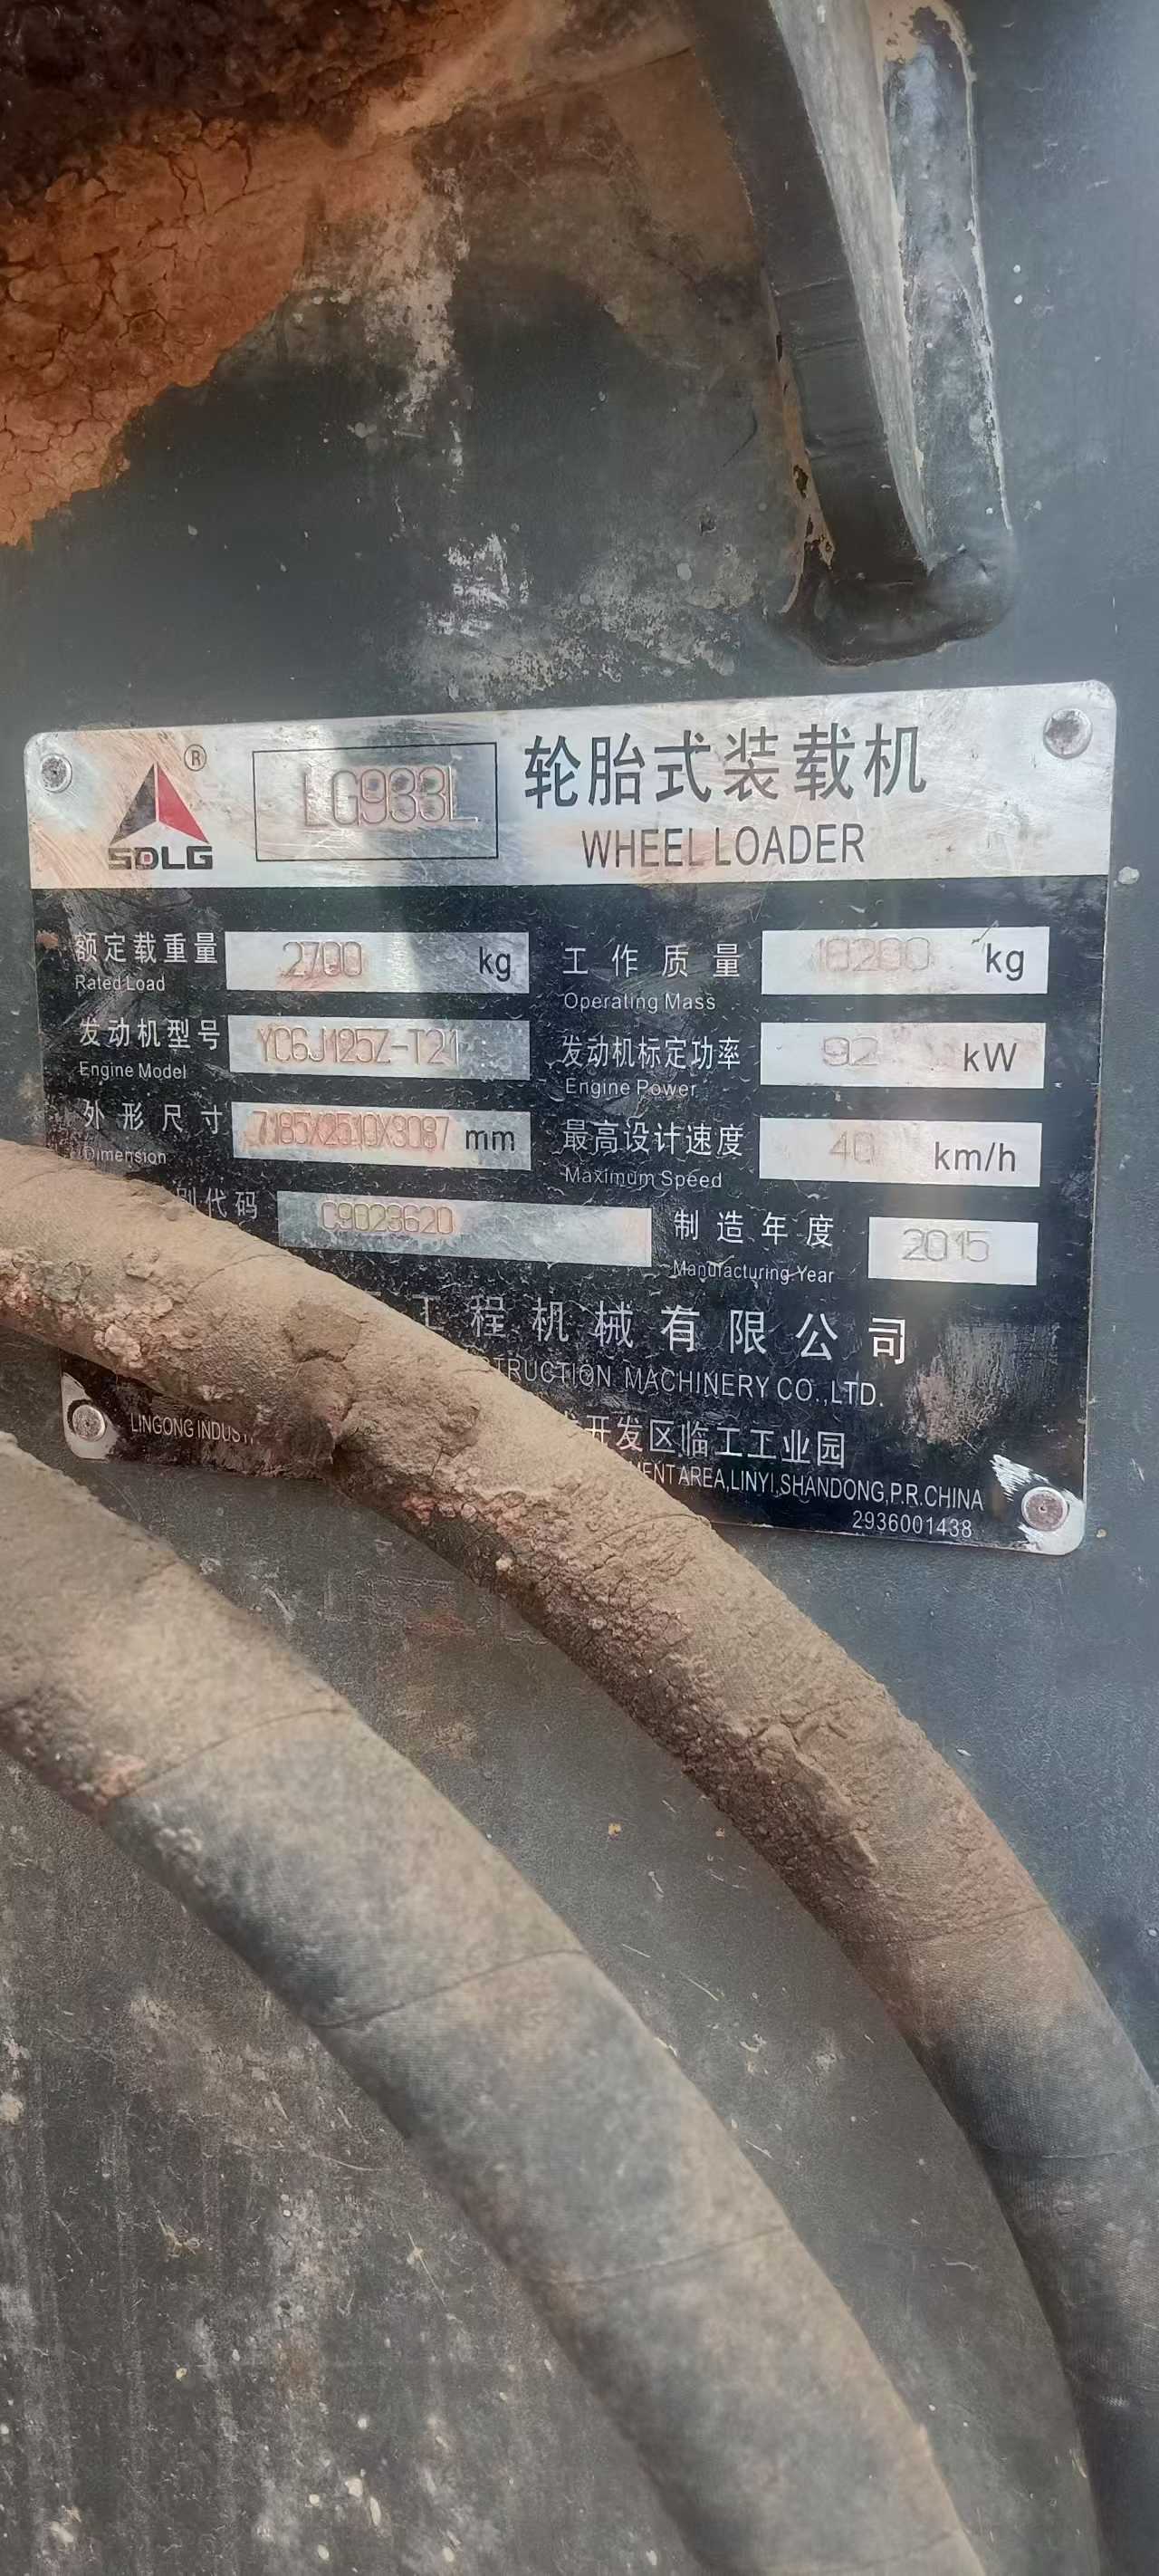 ®
SDLG
LG933L
轮胎式装载机
WHEEL LOADER
额定载重量 2700 kg
Rated Load
工作质量 10200 kg
Operating Mass
发动机型号 YC6J125Z-T21
Engine Model
发动机标定功率 92 kW
Engine Power
外形尺寸 7185X2510X3087 mm
Dimension
最高设计速度 40 km/h
Maximum Speed
别代码 C9023620
制造年度 2015
Manufacturing Year
工程机械有限公司
MACHINERY CO.,LTD.
开发区临工工业园
LINGONG
AREA,LINYI,SHANDONG,P.R.CHINA
2936001438